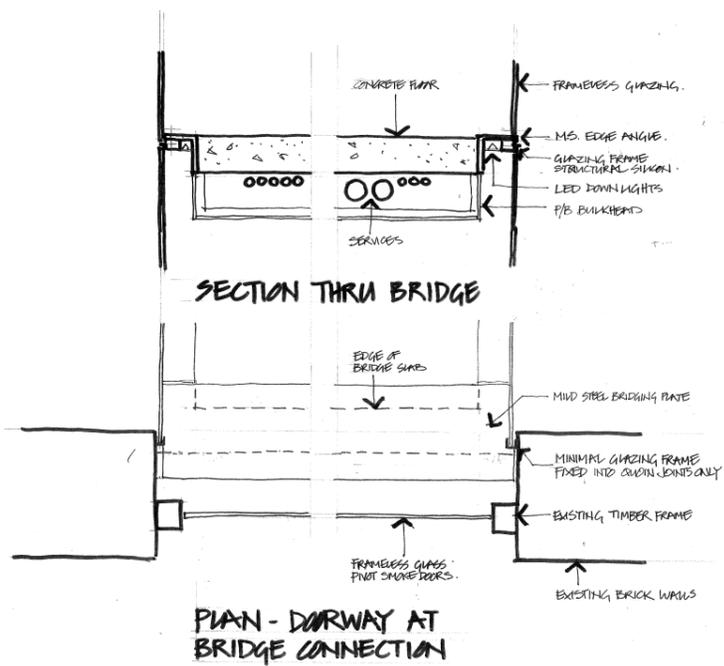 CONCRETE FLOOR
FRAMELESS GLAZING.
MS. EDGE ANGLE.
GLAZING FRAME
STRUCTURAL SILICON.
LED DOWNLIGHTS
P/B BULKHEAD
SERVICES
SECTION THRU BRIDGE
EDGE OF
BRIDGE SLAB
MILD STEEL BRIDGING PLATE
MINIMAL GLAZING FRAME
FIXED INTO QUOIN JOINTS ONLY
EXISTING TIMBER FRAME
FRAMELESS GLASS
PIVOT SMOKE DOORS.
EXISTING BRICK WALLS
PLAN - DOORWAY AT
BRIDGE CONNECTION